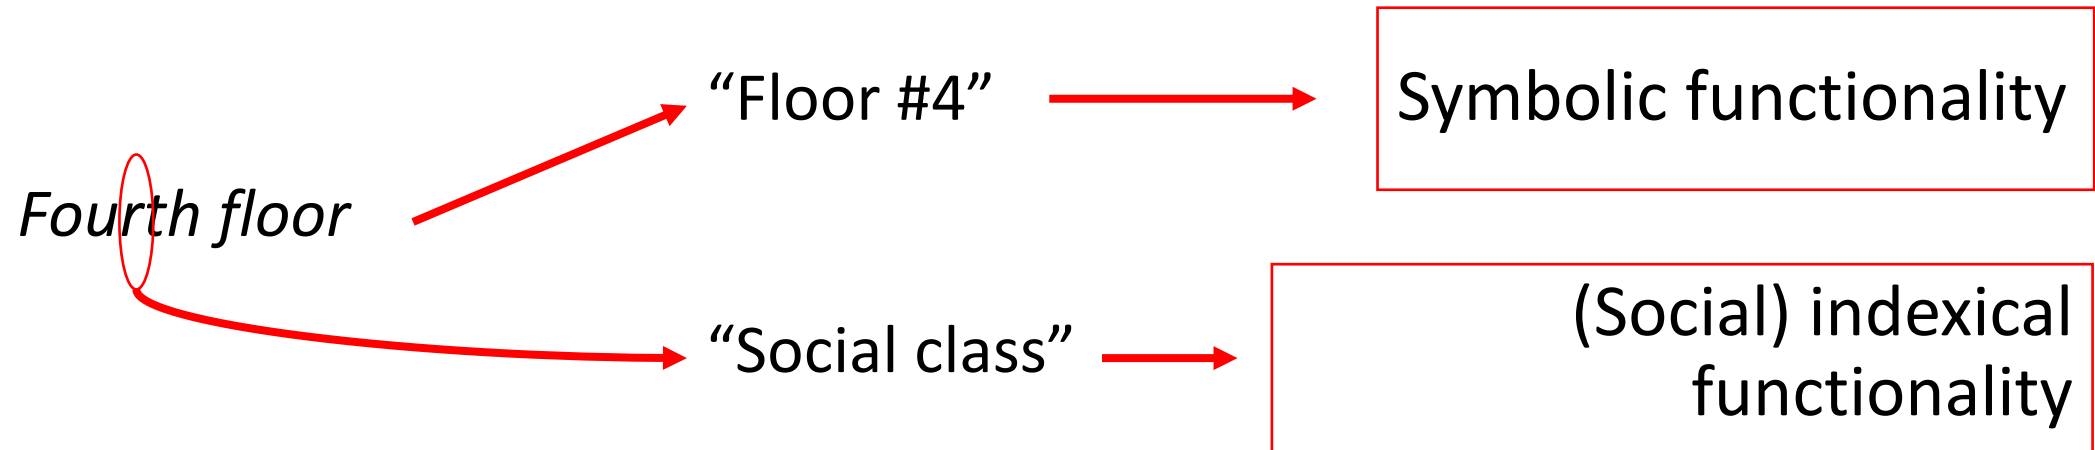 “Floor #4”
Symbolic functionality
Fourth floor
“Social class”
(Social) indexical
functionality